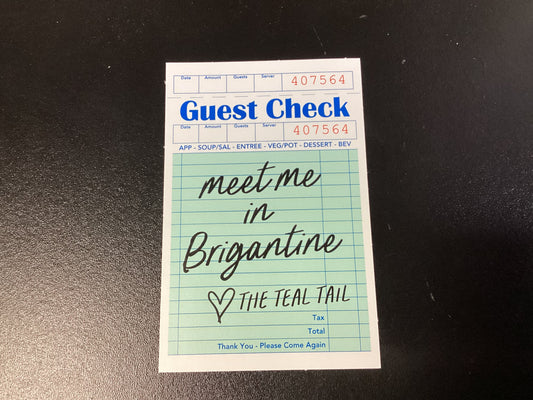 Date Amount Guests Server 407564
Guest Check
Date Amount Guests Server 407564
APP - SOUP/SAL - ENTREE - VEG/POT - DESSERT - BEV
meet me
in
Brigantine
♡ THE TEAL TAIL
Tax
Total
Thank You - Please Come Again